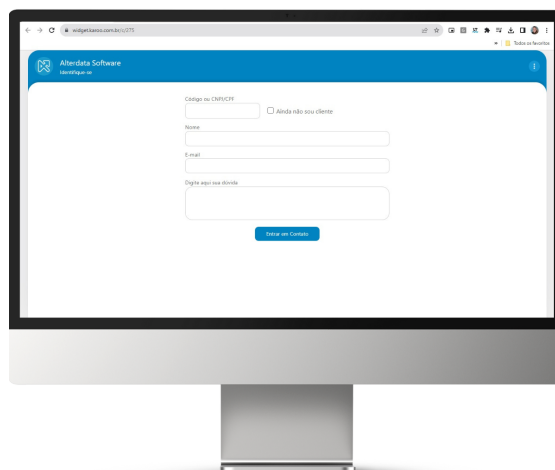 widget.kasoo.com.br/c/275
Todos os favoritos
Alterdata Software
Identifique-se
Código ou CNPJ/CPF
Ainda não sou cliente
Nome
E-mail
Digite aqui sua dúvida
Entrar em Contato